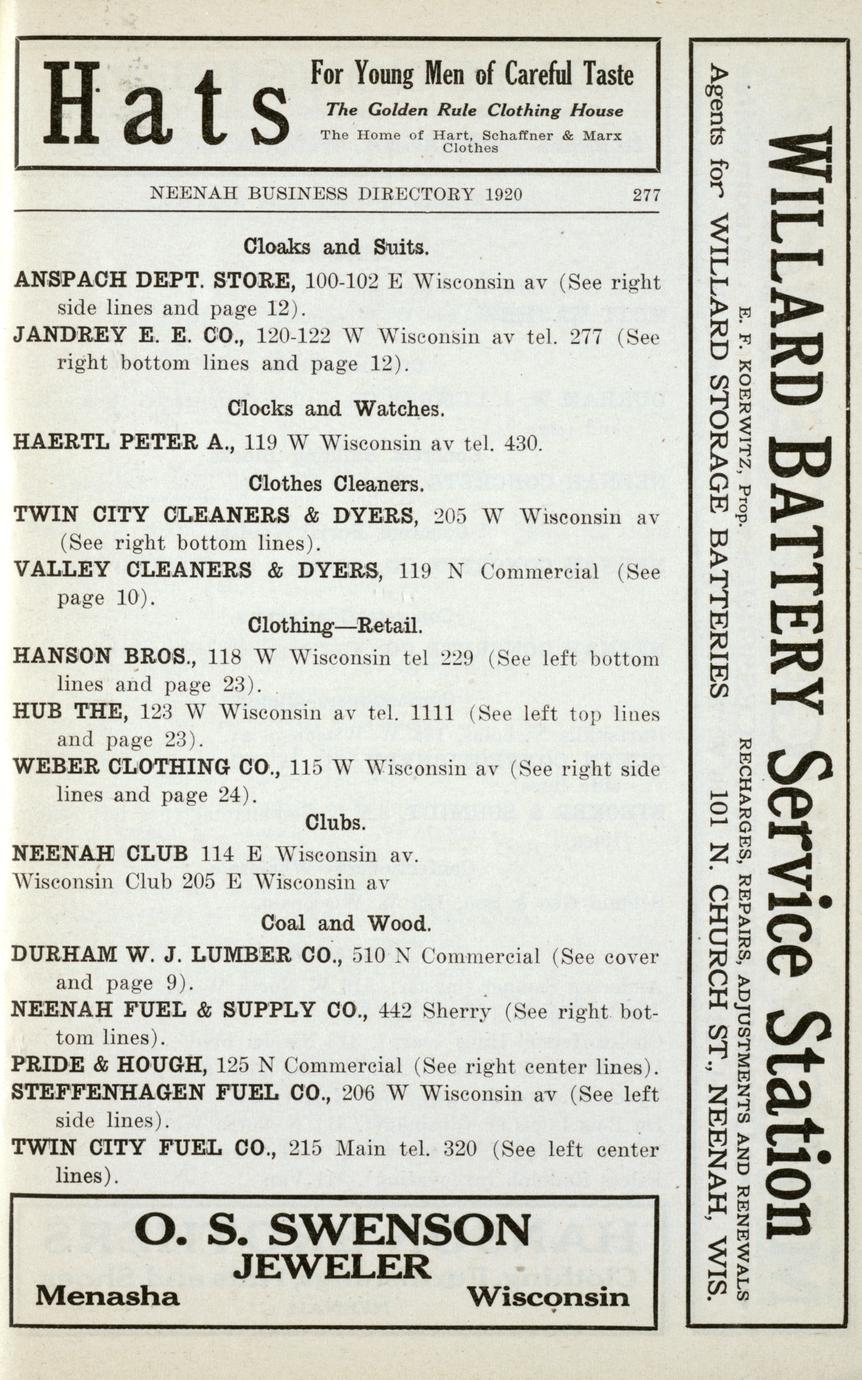 Hats
For Young Men of Careful Taste
The Golden Rule Clothing House
The Home of Hart, Schaffner & Marx
Clothes
NEENAH BUSINESS DIRECTORY 1920 277
Cloaks and Suits.
ANSPACH DEPT. STORE, 100-102 E Wisconsin av (See right
side lines and page 12).
JANDREY E. E. CO., 120-122 W Wisconsin av tel. 277 (See
right bottom lines and page 12).
Clocks and Watches.
HAERTL PETER A., 119 W Wisconsin av tel. 430.
Clothes Cleaners.
TWIN CITY CLEANERS & DYERS, 205 W Wisconsin av
(See right bottom lines).
VALLEY CLEANERS & DYERS, 119 N Commercial (See
page 10).
Clothing—Retail.
HANSON BROS., 118 W Wisconsin tel 229 (See left bottom
lines and page 23).
HUB THE, 123 W Wisconsin av tel. 1111 (See left top lines
and page 23).
WEBER CLOTHING CO., 115 W Wisconsin av (See right side
lines and page 24).
Clubs.
NEENAH CLUB 114 E Wisconsin av.
Wisconsin Club 205 E Wisconsin av
Coal and Wood.
DURHAM W. J. LUMBER CO., 510 N Commercial (See cover
and page 9).
NEENAH FUEL & SUPPLY CO., 442 Sherry (See right bot-
tom lines).
PRIDE & HOUGH, 125 N Commercial (See right center lines).
STEFFENHAGEN FUEL CO., 206 W Wisconsin av (See left
side lines).
TWIN CITY FUEL CO., 215 Main tel. 320 (See left center
lines).
O. S. SWENSON
JEWELER
Menasha Wisconsin
WILLARD BATTERY Service Station
E. F. KOERWITZ, Prop. RECHARGES, REPAIRS, ADJUSTMENTS AND RENEWALS
Agents for WILLARD STORAGE BATTERIES 101 N. CHURCH ST., NEENAH, WIS.